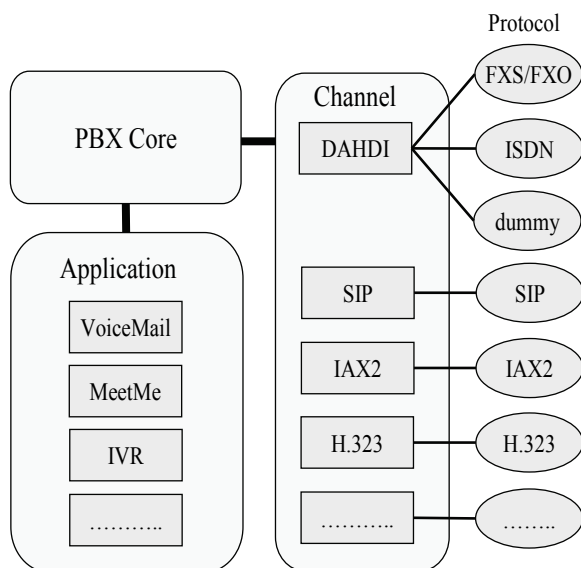 Protocol
FXS/FXO
Channel
PBX Core
DAHDI
ISDN
dummy
Application
SIP
SIP
VoiceMail
IAX2
IAX2
MeetMe
H.323
H.323
IVR
………..
………..
……..